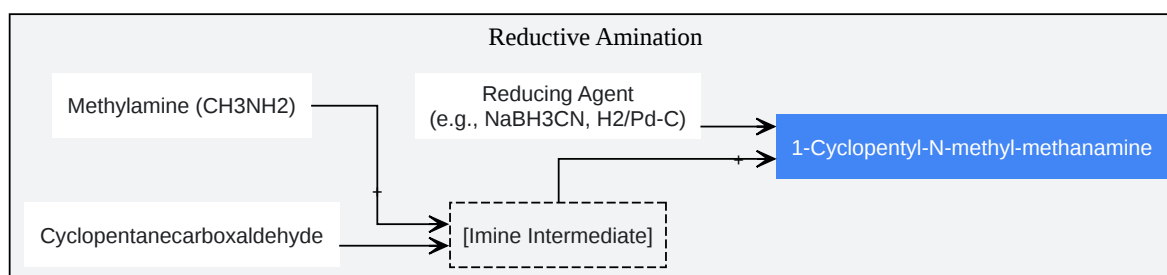 Reductive Amination
Methylamine (CH3NH2)
Reducing Agent
(e.g., NaBH3CN, H2/Pd-C)
1-Cyclopentyl-N-methyl-methanamine
+
+
Cyclopentanecarboxaldehyde
[Imine Intermediate]